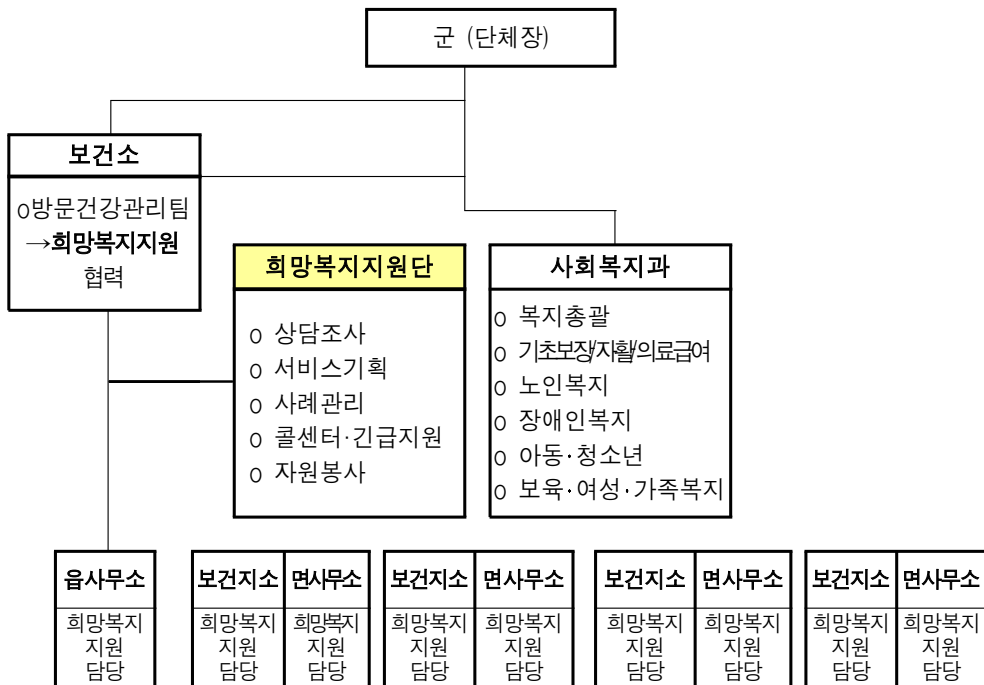 군 (단체장)
보건소
o방문건강관리팀
→희망복지지원
협력
희망복지지원단
o 상담조사
o 서비스기획
o 사례관리
o 콜센터·긴급지원
o 자원봉사
사회복지과
o 복지총괄
o 기초보장/자활/의료급여
o 노인복지
o 장애인복지
o 아동·청소년
o 보육·여성·가족복지
읍사무소
희망복지
지원
담당
보건지소
희망복지
지원
담당
면사무소
희망복지
지원
담당
보건지소
희망복지
지원
담당
면사무소
희망복지
지원
담당
보건지소
희망복지
지원
담당
면사무소
희망복지
지원
담당
보건지소
희망복지
지원
담당
면사무소
희망복지
지원
담당